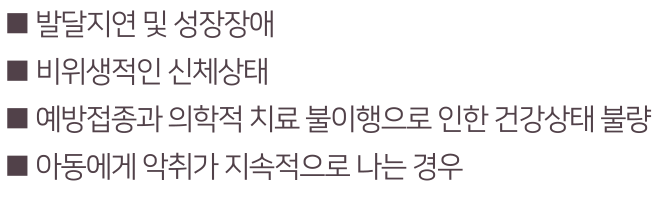 ■ 발달지연 및 성장장애
■ 비위생적인 신체상태
■ 예방접종과 의학적 치료 불이행으로 인한 건강상태 불량
■ 아동에게 악취가 지속적으로 나는 경우